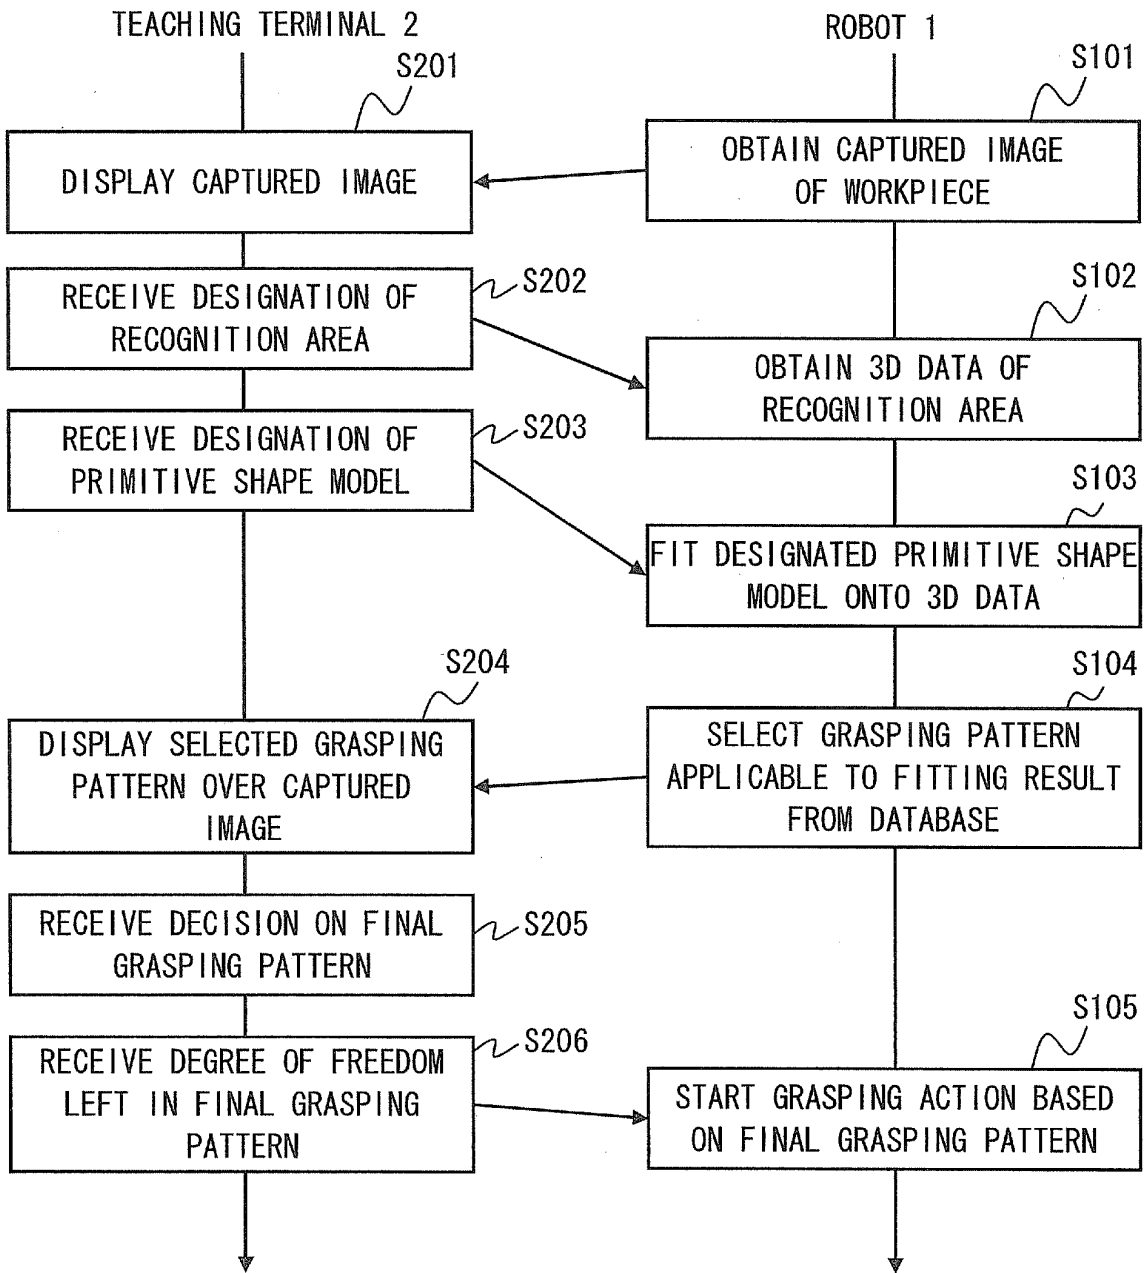 TEACHING TERMINAL 2
ROBOT 1
S201
S101
DISPLAY CAPTURED IMAGE
OBTAIN CAPTURED IMAGE
OF WORKPIECE
S202
RECEIVE DESIGNATION OF
RECOGNITION AREA
S102
OBTAIN 3D DATA OF
RECOGNITION AREA
S203
RECEIVE DESIGNATION OF
PRIMITIVE SHAPE MODEL
S103
FIT DESIGNATED PRIMITIVE SHAPE
MODEL ONTO 3D DATA
S204
S104
DISPLAY SELECTED GRASPING
PATTERN OVER CAPTURED
IMAGE
SELECT GRASPING PATTERN
APPLICABLE TO FITTING RESULT
FROM DATABASE
S205
RECEIVE DECISION ON FINAL
GRASPING PATTERN
S206
RECEIVE DEGREE OF FREEDOM
LEFT IN FINAL GRASPING
PATTERN
S105
START GRASPING ACTION BASED
ON FINAL GRASPING PATTERN